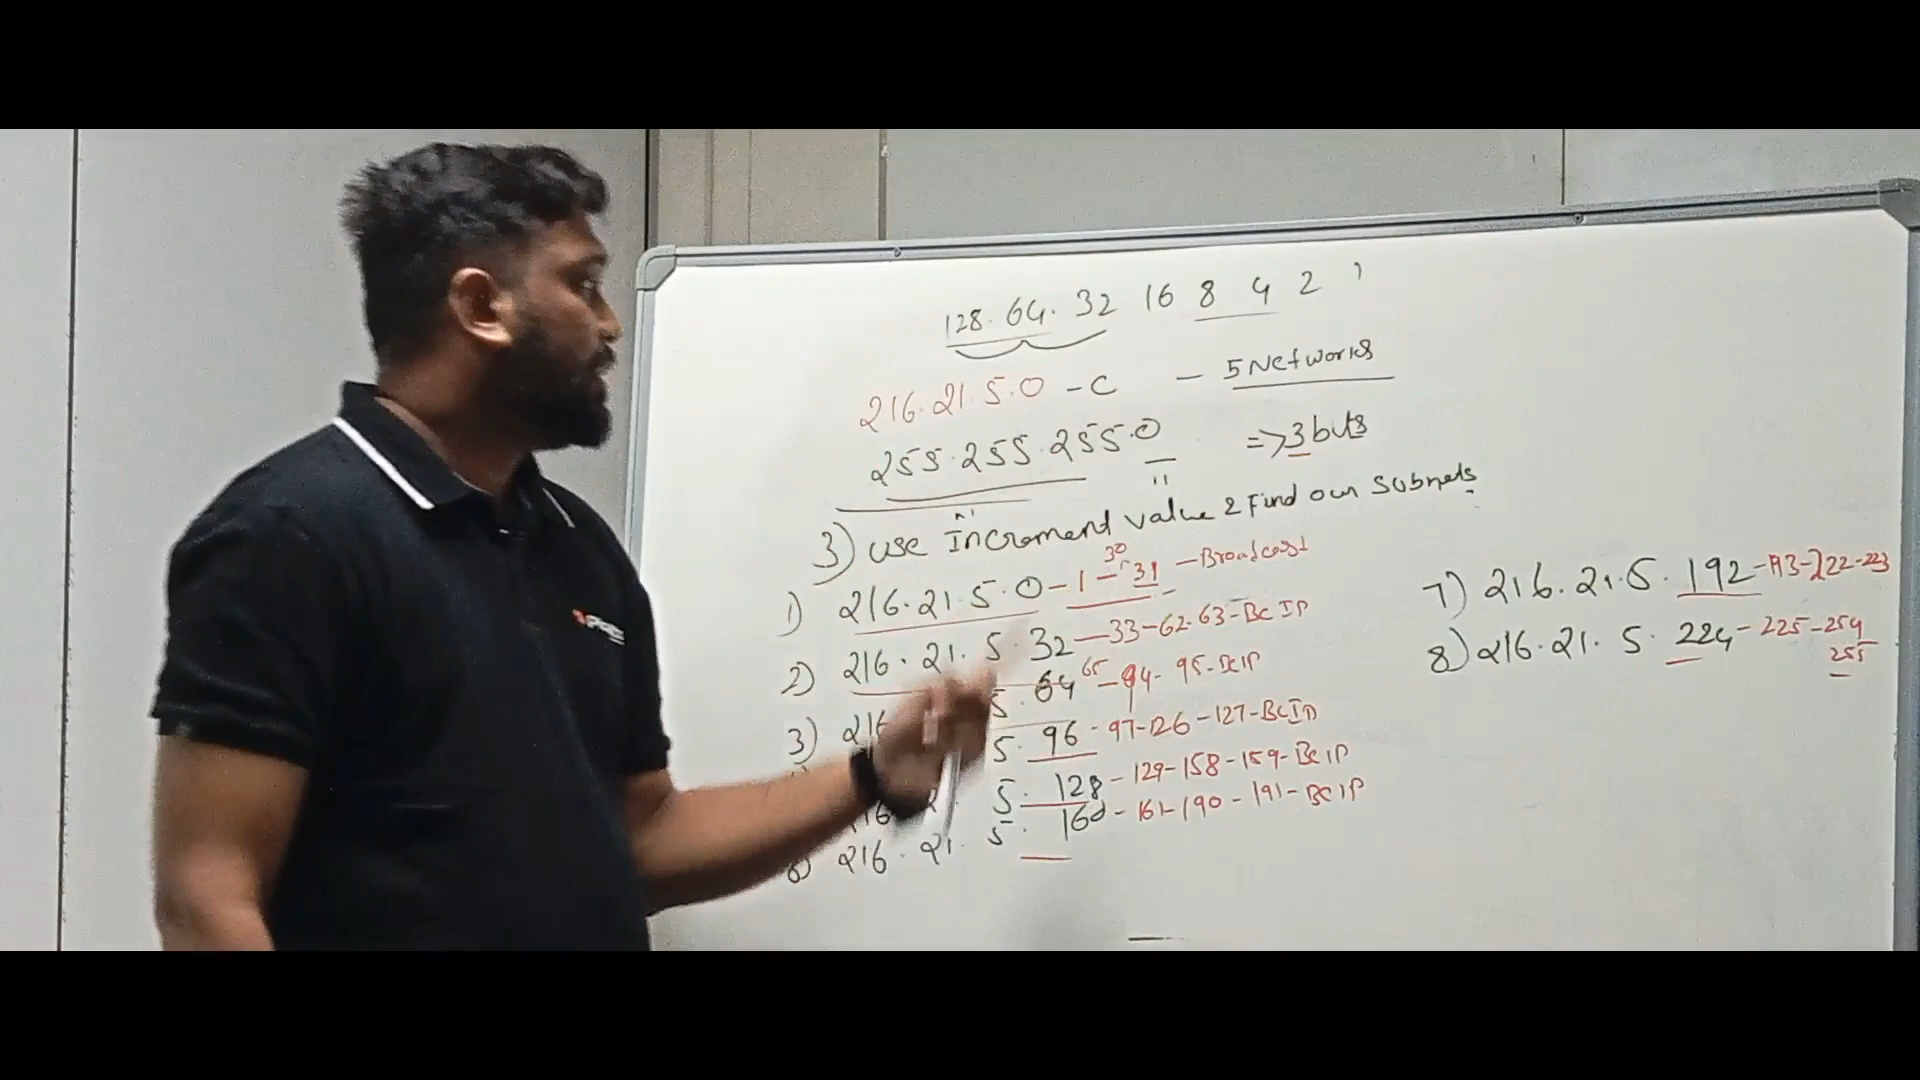 128. 64. 32 16 8 4 2 1
216.21.5.0 - C - 5 Networks
255.255.255.0 => 3 bits
3) Use Increment value & Find our Subnets
1) 216.21.5.0 - 1 - 30 31 - Broadcast
2) 216.21.5.32 - 33 - 62. 63 - BC IP
3) 216 5.64 65 - 94 - 95 - BC IP
5. 96 - 97 - 126 - 127 - BC IP
5. 128 - 129 - 158 - 159 - BC IP
6) 216.21.5.160 - 161 - 190 - 191 - BC IP
7) 216.21.5.192 - 193 - 222 - 223
8) 216.21.5.224 - 225 - 254
255